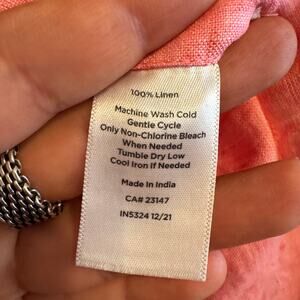 100% Linen
Machine Wash Cold
Gentle Cycle
Only Non-Chlorine Bleach
When Needed
Tumble Dry Low
Cool Iron If Needed
Made In India
CA# 23147
IN5324 12/21